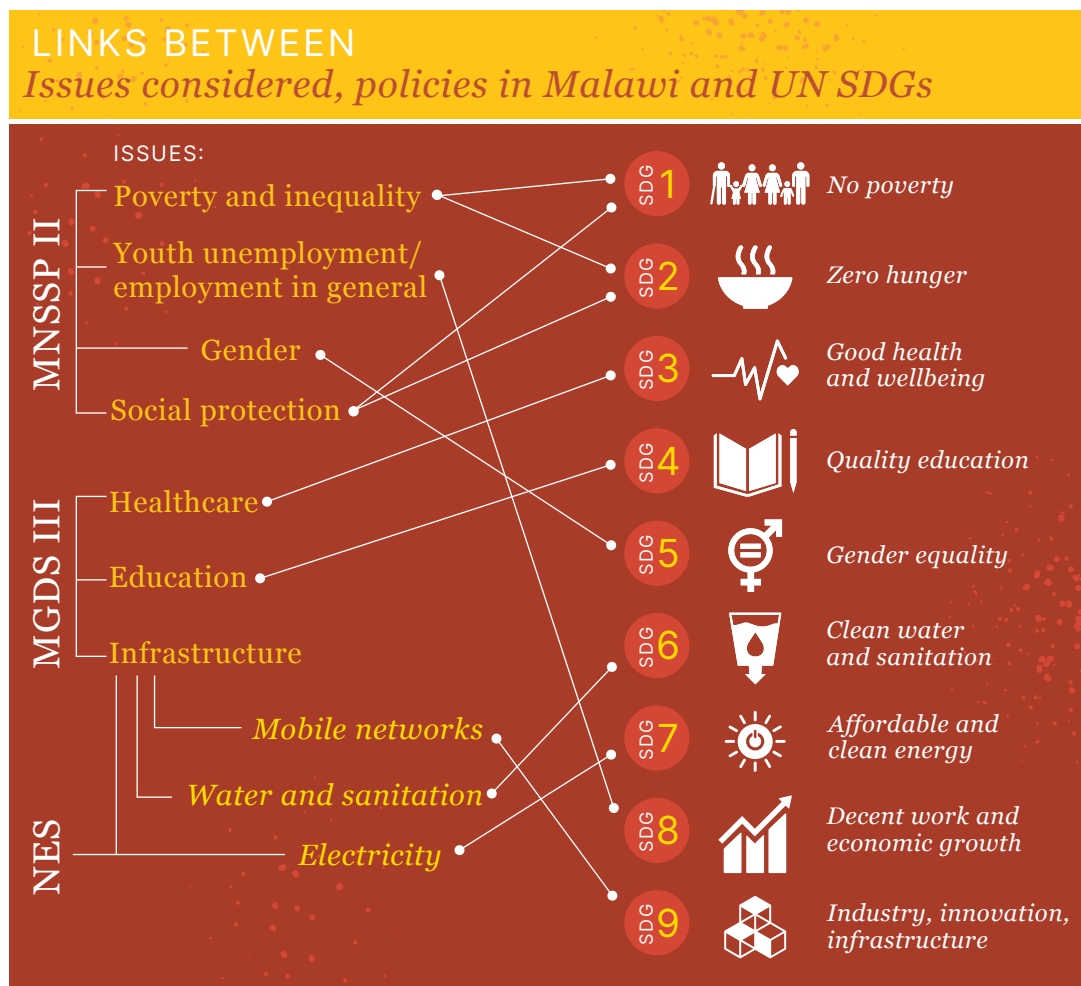 LINKS BETWEEN
Issues considered, policies in Malawi and UN SDGs
ISSUES:
MNSSP II
Poverty and inequality
Youth unemployment/
employment in general
Gender
Social protection
MGDS III
Healthcare
Education
Infrastructure
Mobile networks
Water and sanitation
NES
Electricity
SDG 1
No poverty
SDG 2
Zero hunger
SDG 3
Good health
and wellbeing
SDG 4
Quality education
SDG 5
Gender equality
SDG 6
Clean water
and sanitation
SDG 7
Affordable and
clean energy
SDG 8
Decent work and
economic growth
SDG 9
Industry, innovation,
infrastructure